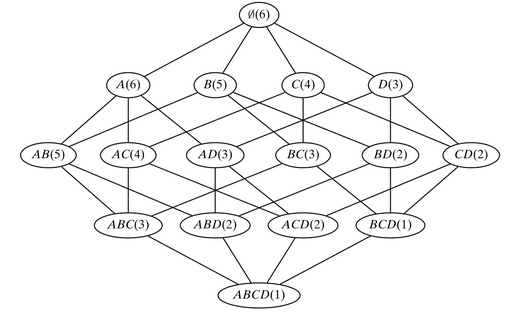 ∅(6)
A(6) B(5) C(4) D(3)
AB(5) AC(4) AD(3) BC(3) BD(2) CD(2)
ABC(3) ABD(2) ACD(2) BCD(1)
ABCD(1)